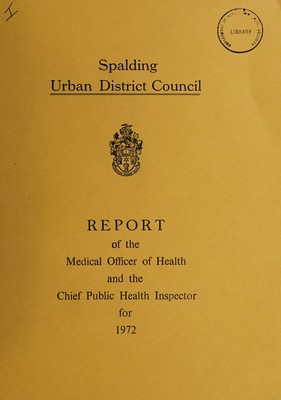 I
LIBRARY
Spalding
Urban District Council
REPORT
of the
Medical Officer of Health
and the
Chief Public Health Inspector
for
1972